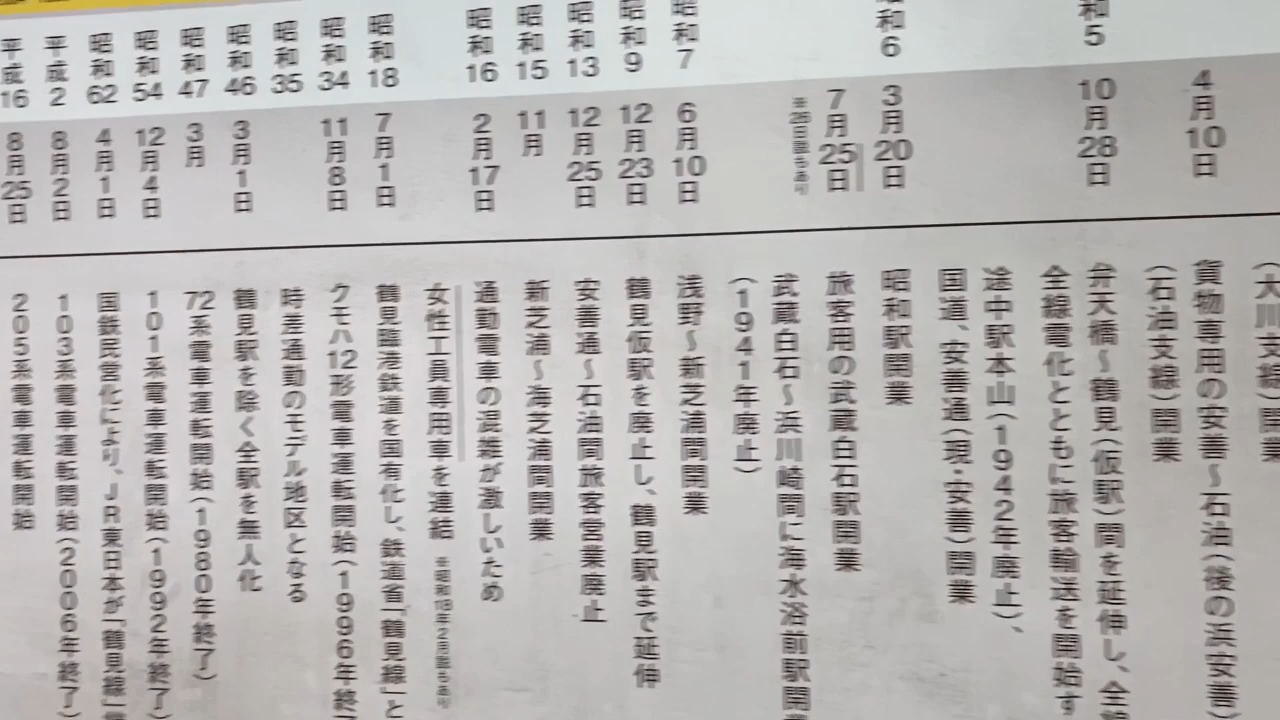 (大川支線)開業
4月10日
貨物専用の安善〜石油(後の浜安善)
(石油支線)開業
和5
10月28日
弁天橋〜鶴見(仮駅)間を延伸し、全
全線電化とともに旅客輸送を開始す
途中駅本山(1942年廃止)、
国道、安善通(現・安善)開業
和6
3月20日
昭和駅開業
7月25日
旅客用の武蔵白石駅開業
武蔵白石〜浜川崎間に海水浴前駅開
(1941年廃止)
昭和7
6月10日
浅野〜新芝浦間開業
昭和9
12月23日
鶴見仮駅を廃止し、鶴見駅まで延伸
昭和13
12月25日
安善通〜石油間旅客営業廃止
昭和15
11月
新芝浦〜海芝浦間開業
昭和16
2月17日
通勤電車の混雑が激しいため
女性工員専用車を連結
昭和18
7月1日
鶴見臨港鉄道を国有化し、鉄道省「鶴見線」と
昭和34
11月8日
クモハ12形電車運転開始(1996年終
昭和35
時差通勤のモデル地区となる
昭和46
3月1日
鶴見駅を除く全駅を無人化
昭和47
3月
72系電車運転開始(1980年終了)
昭和54
12月4日
101系電車運転開始(1992年終了)
昭和62
4月1日
国鉄民営化により、JR東日本が「鶴見線」
平成2
8月2日
103系電車運転開始(2006年終了)
平成16
8月25日
205系電車運転開始